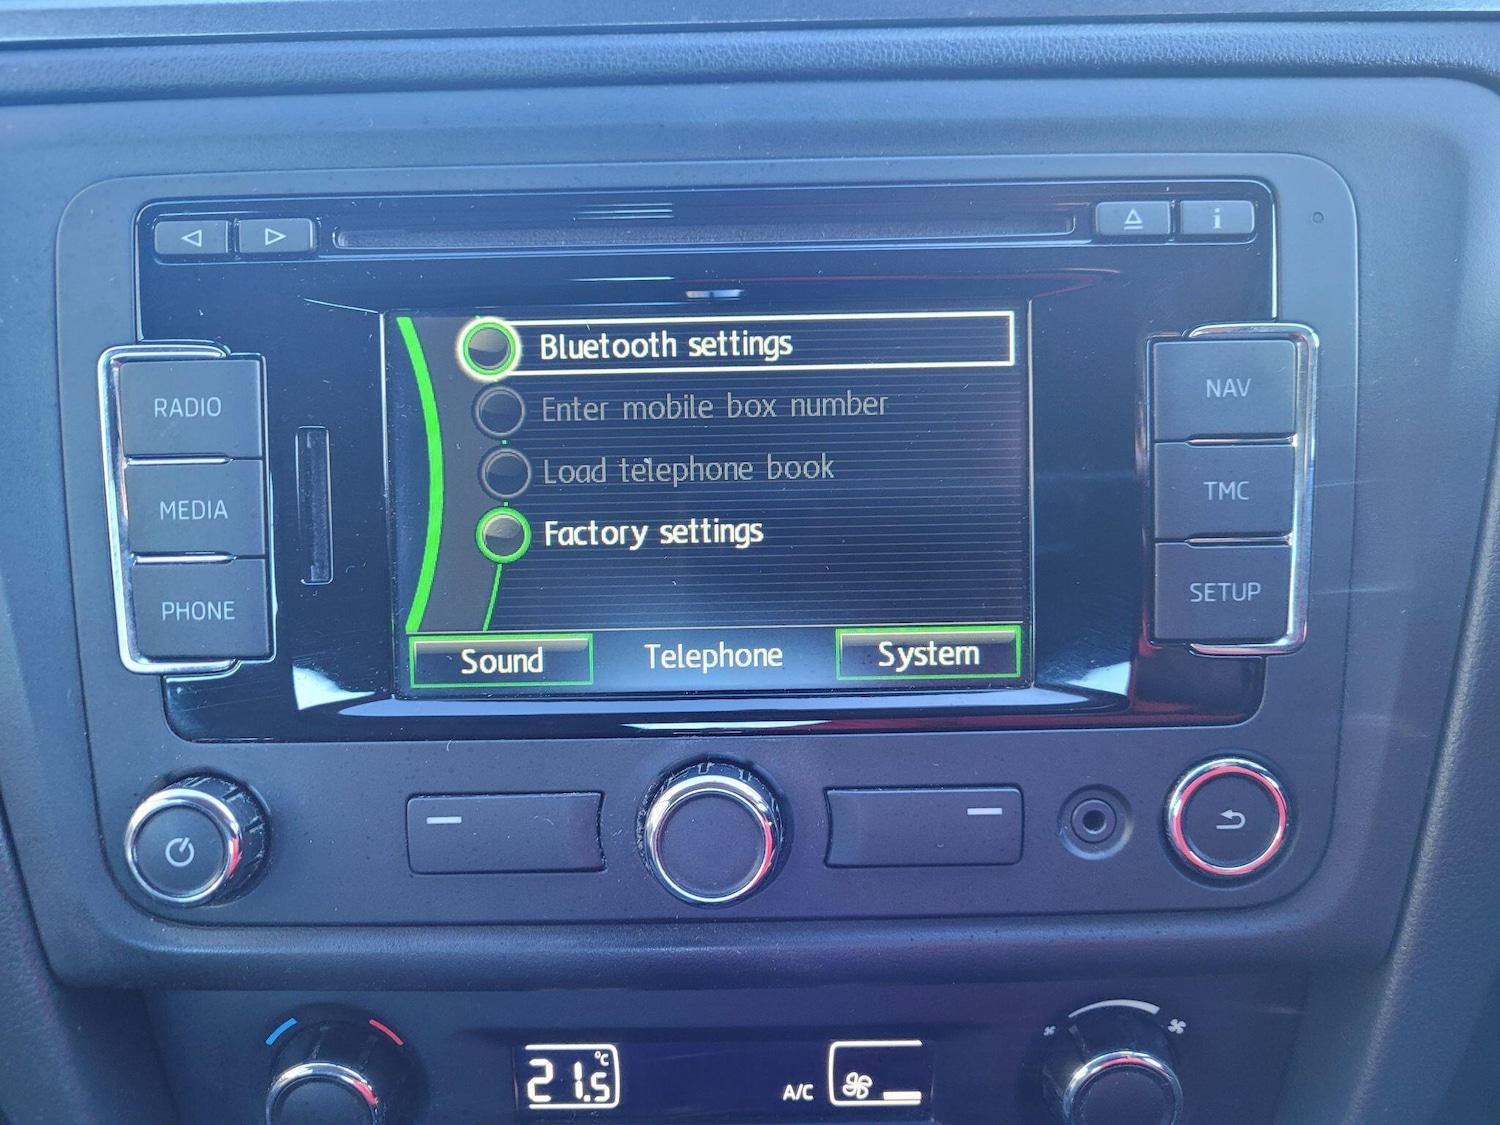 i
Bluetooth settings
Enter mobile box number
Load telephone book
Factory settings
Sound Telephone System
RADIO
MEDIA
PHONE
NAV
TMC
SETUP
21.5 °C
A/C